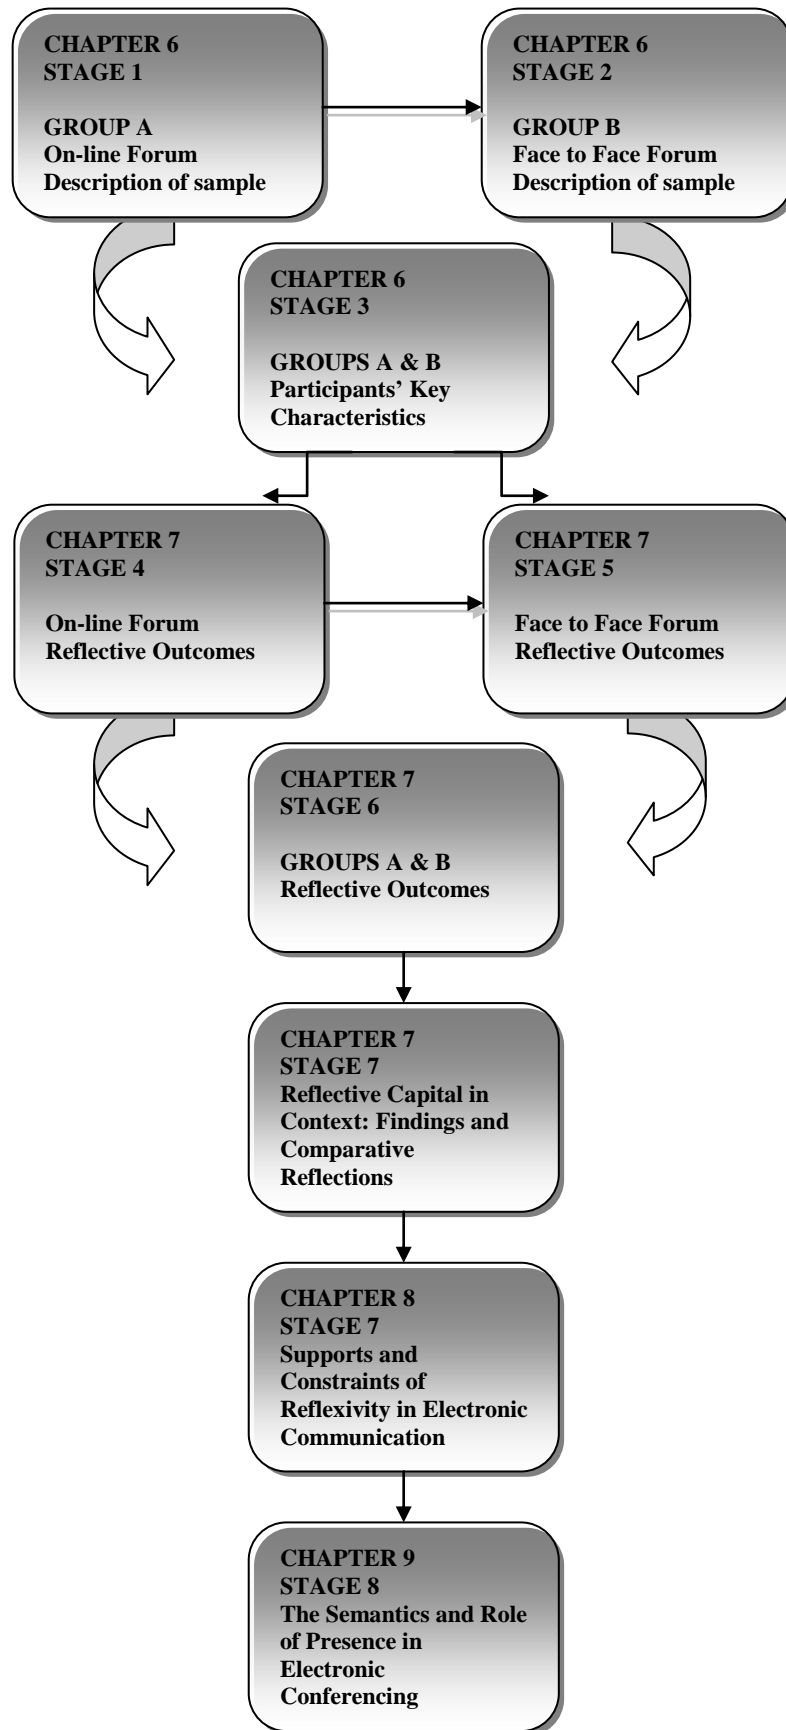 CHAPTER 6
STAGE 1
GROUP A
On-line Forum
Description of sample
CHAPTER 6
STAGE 2
GROUP B
Face to Face Forum
Description of sample
CHAPTER 6
STAGE 3
GROUPS A & B
Participants’ Key
Characteristics
CHAPTER 7
STAGE 4
On-line Forum
Reflective Outcomes
CHAPTER 7
STAGE 5
Face to Face Forum
Reflective Outcomes
CHAPTER 7
STAGE 6
GROUPS A & B
Reflective Outcomes
CHAPTER 7
STAGE 7
Reflective Capital in
Context: Findings and
Comparative
Reflections
CHAPTER 8
STAGE 7
Supports and
Constraints of
Reflexivity in Electronic
Communication
CHAPTER 9
STAGE 8
The Semantics and Role
of Presence in
Electronic
Conferencing